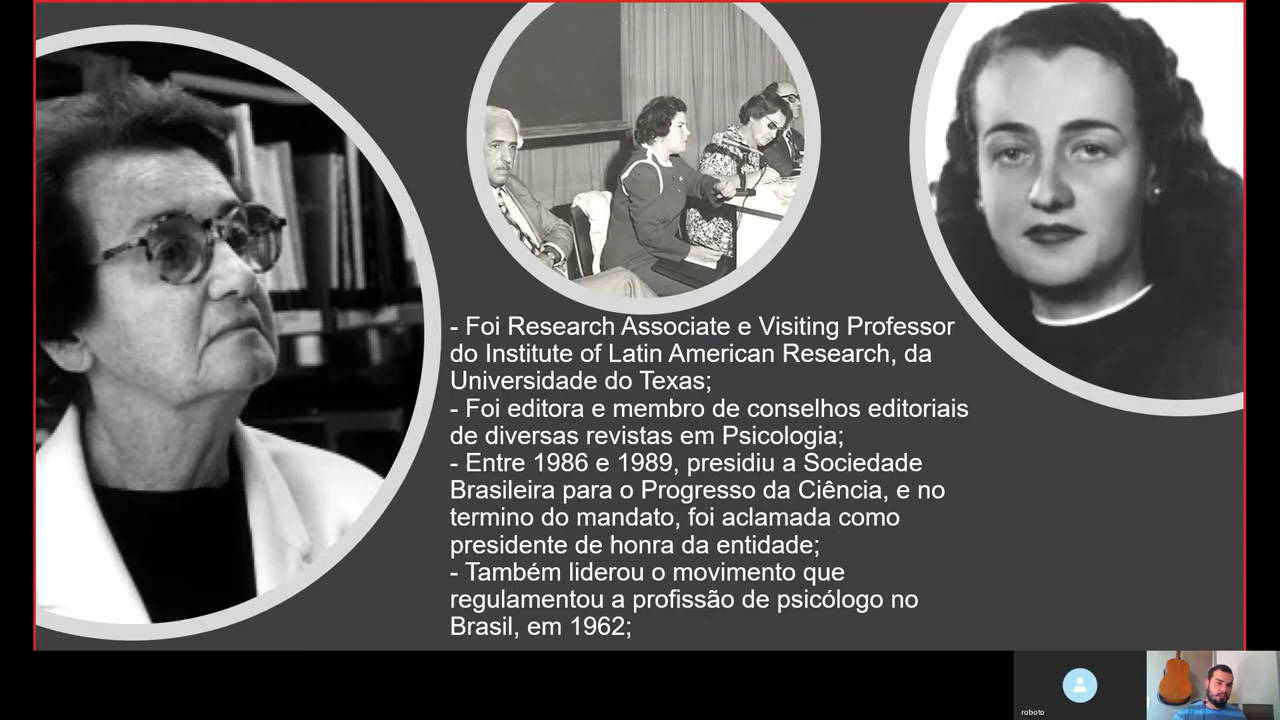 - Foi Research Associate e Visiting Professor
do Institute of Latin American Research, da
Universidade do Texas;
- Foi editora e membro de conselhos editoriais
de diversas revistas em Psicologia;
- Entre 1986 e 1989, presidiu a Sociedade
Brasileira para o Progresso da Ciência, e no
termino do mandato, foi aclamada como
presidente de honra da entidade;
- Também liderou o movimento que
regulamentou a profissão de psicólogo no
Brasil, em 1962;
roboto